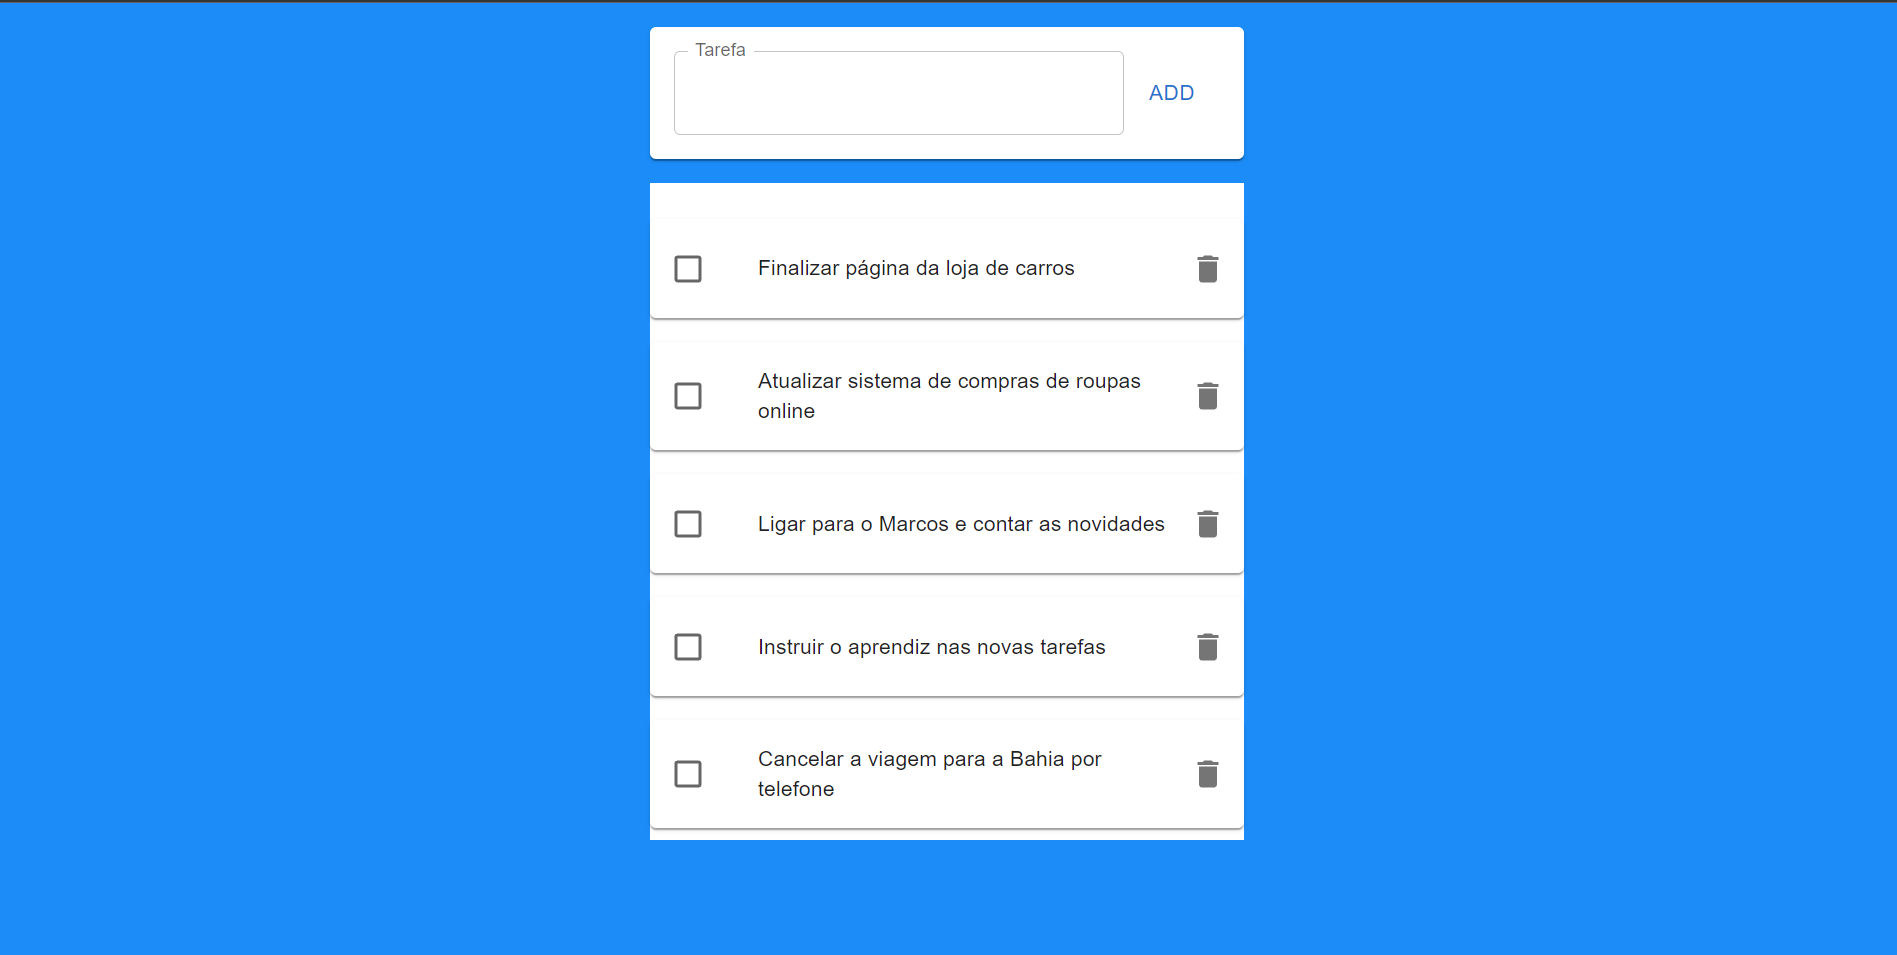 Tarefa
ADD
Finalizar página da loja de carros
Atualizar sistema de compras de roupas
online
Ligar para o Marcos e contar as novidades
Instruir o aprendiz nas novas tarefas
Cancelar a viagem para a Bahia por
telefone